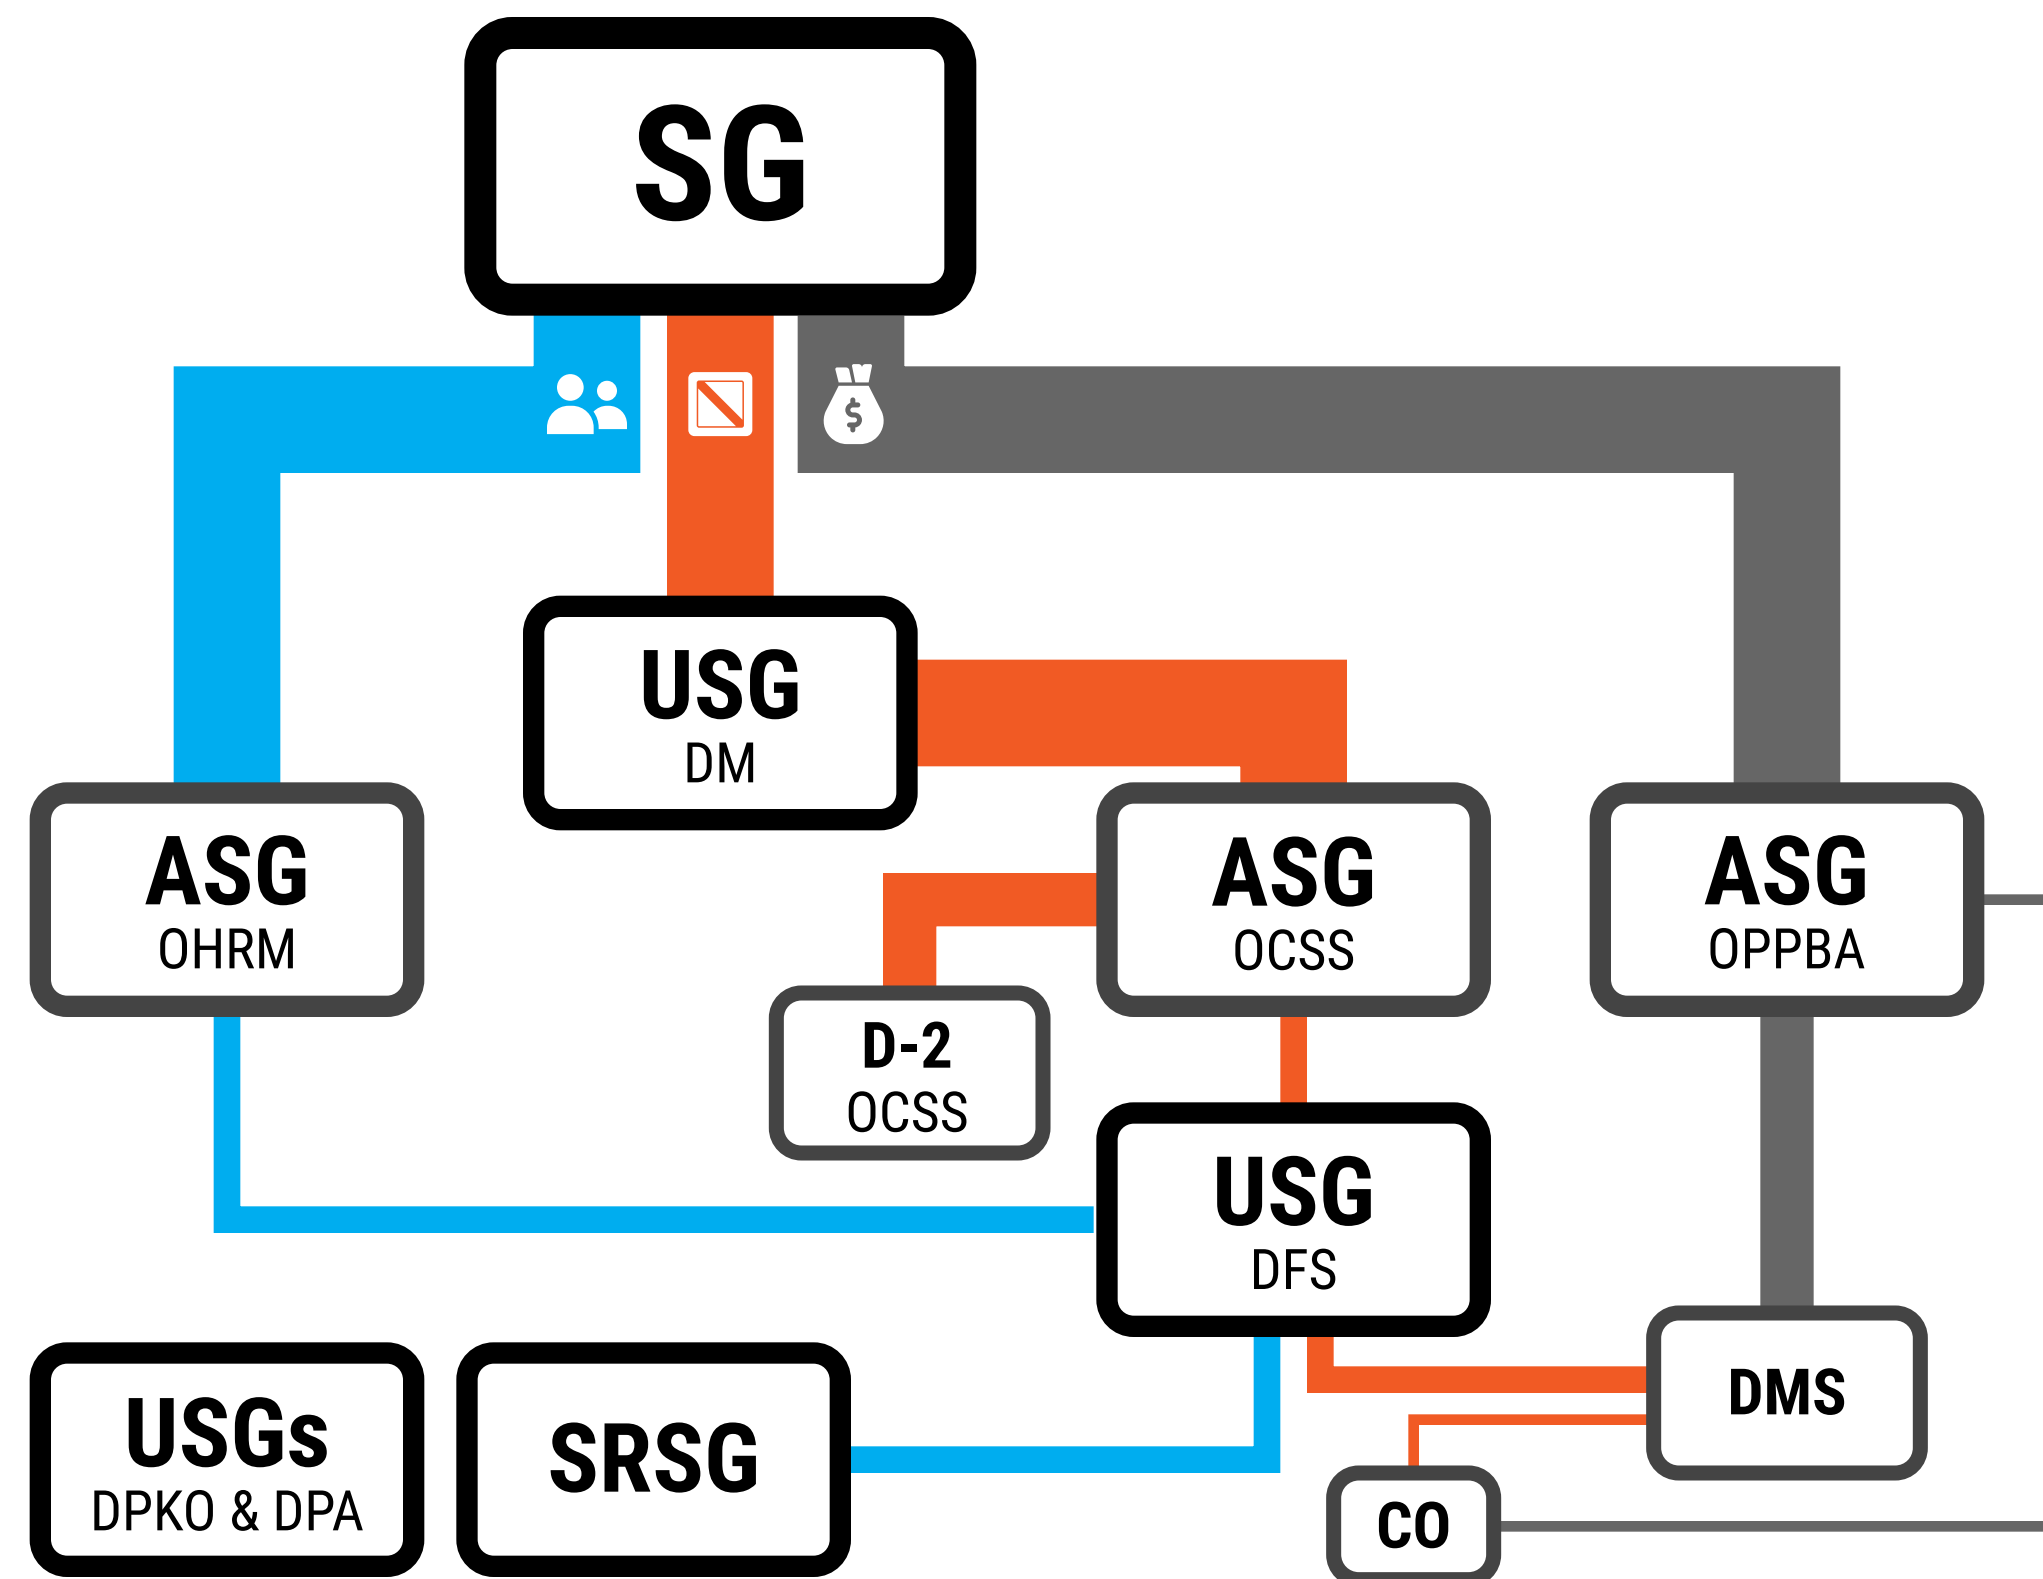 SG
$
USG
DM
ASG
OHRM
ASG
OCSS
ASG
OPPBA
D-2
OCSS
USG
DFS
DMS
USGs
DPKO & DPA
SRSG
CO